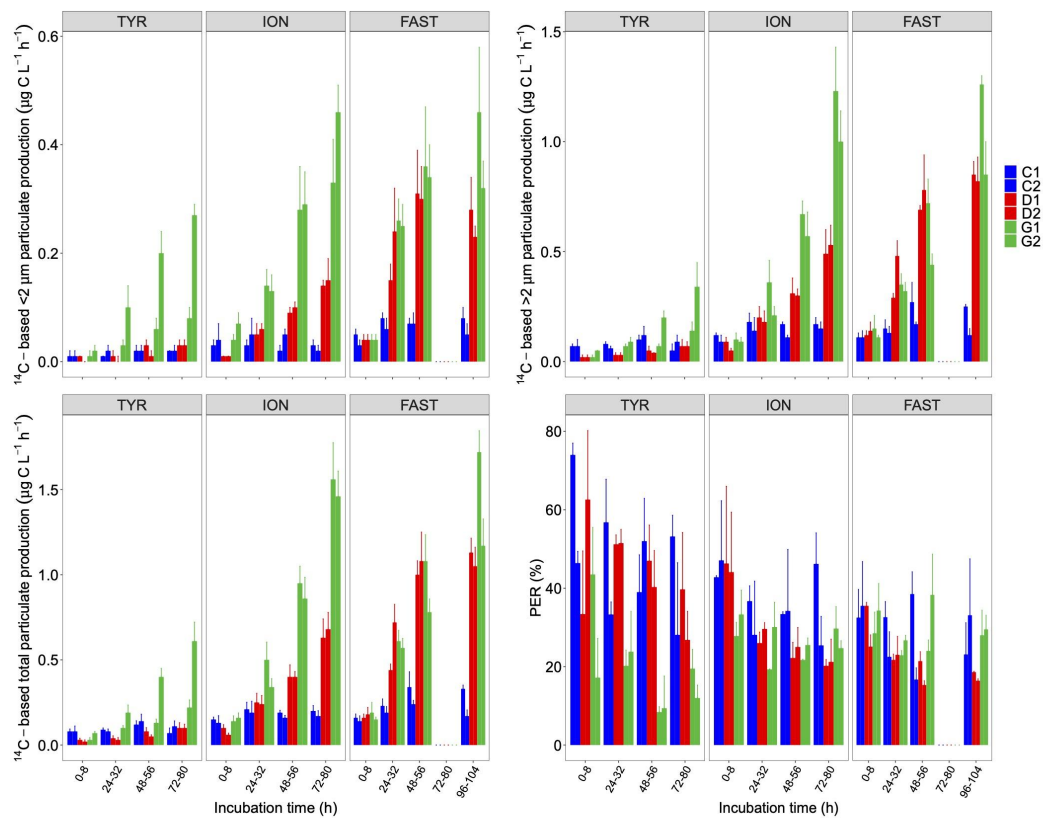 TYR ION FAST
¹⁴C – based <2 µm particulate production (µg C L⁻¹ h⁻¹)
0.6
0.4
0.2
0.0
TYR ION FAST
¹⁴C – based >2 µm particulate production (µg C L⁻¹ h⁻¹)
1.5
1.0
0.5
0.0
C1
C2
D1
D2
G1
G2
TYR ION FAST
¹⁴C – based total particulate production (µg C L⁻¹ h⁻¹)
1.5
1.0
0.5
0.0
0-8 24-32 48-56 72-80 0-8 24-32 48-56 72-80 0-8 24-32 48-56 72-80 96-104
Incubation time (h)
TYR ION FAST
PER (%)
80
60
40
20
0
0-8 24-32 48-56 72-80 0-8 24-32 48-56 72-80 0-8 24-32 48-56 72-80 96-104
Incubation time (h)